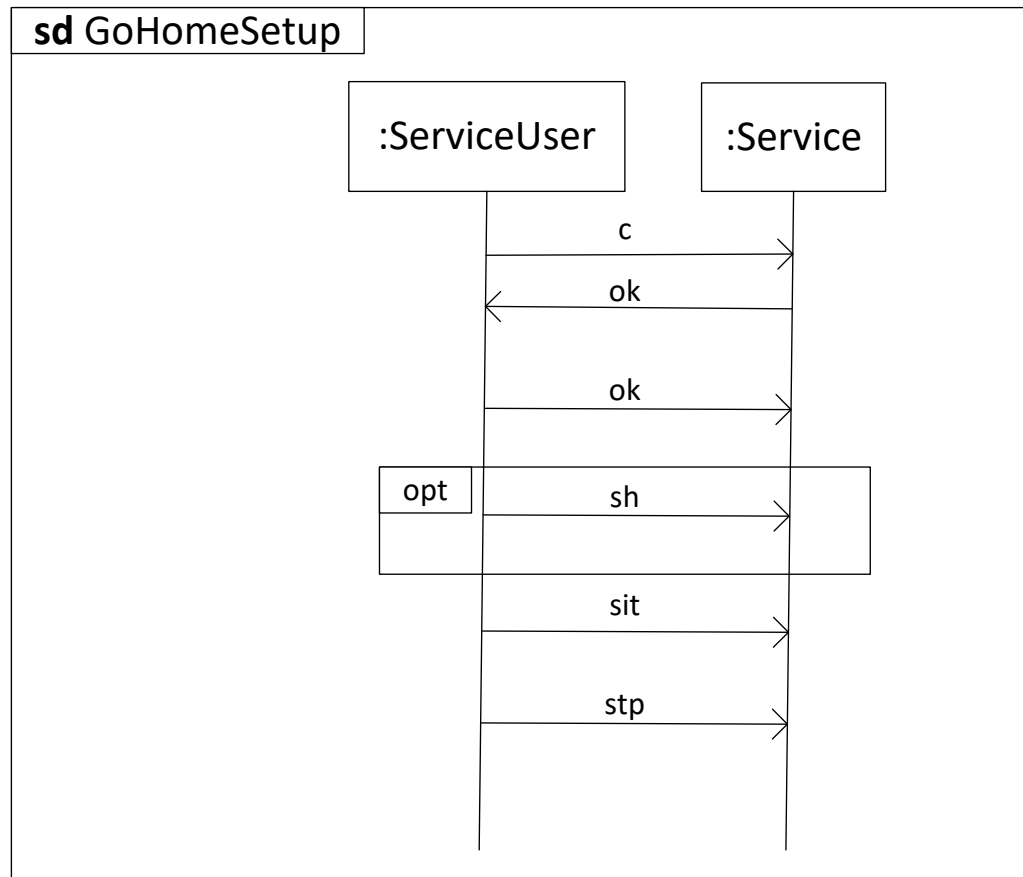 sd GoHomeSetup
:ServiceUser
:Service
c
ok
ok
opt
sh
sit
stp